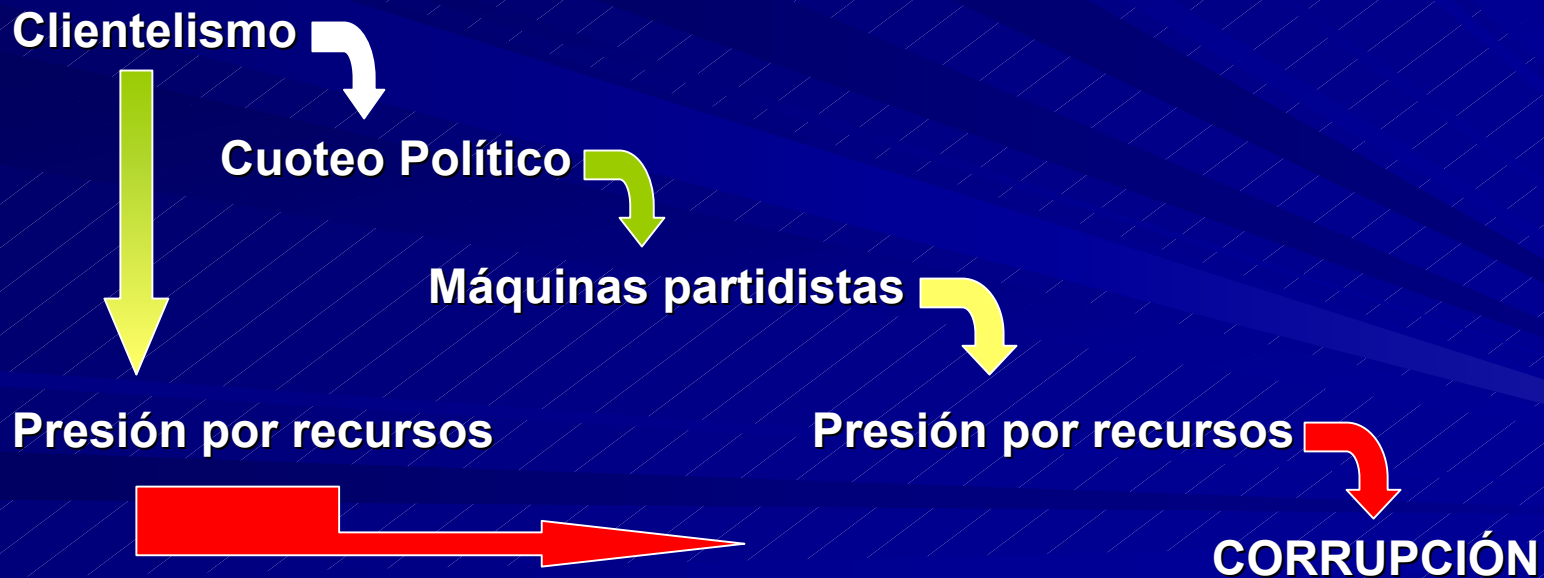 Clientelismo
Cuoteo Político
Máquinas partidistas
Presión por recursos
Presión por recursos
CORRUPCIÓN